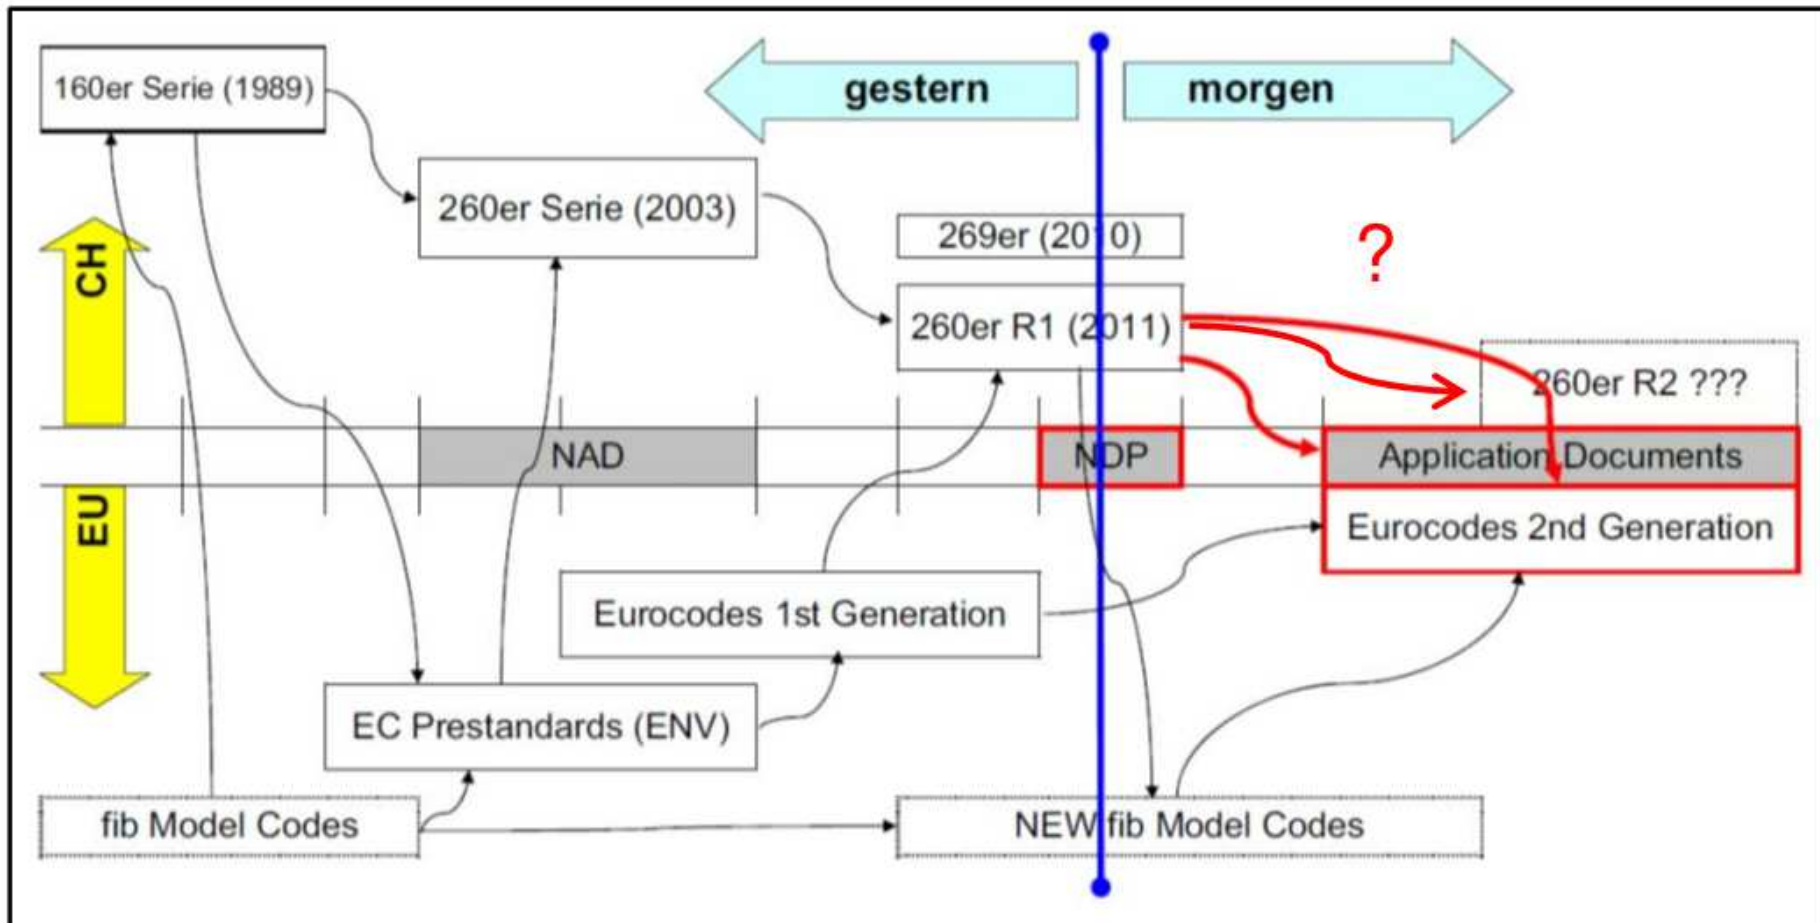 160er Serie (1989)
gestern
morgen
260er Serie (2003)
269er (2010)
?
CH
260er R1 (2011)
260er R2 ???
NAD
NDP
Application Documents
EU
Eurocodes 2nd Generation
Eurocodes 1st Generation
EC Prestandards (ENV)
fib Model Codes
NEW fib Model Codes